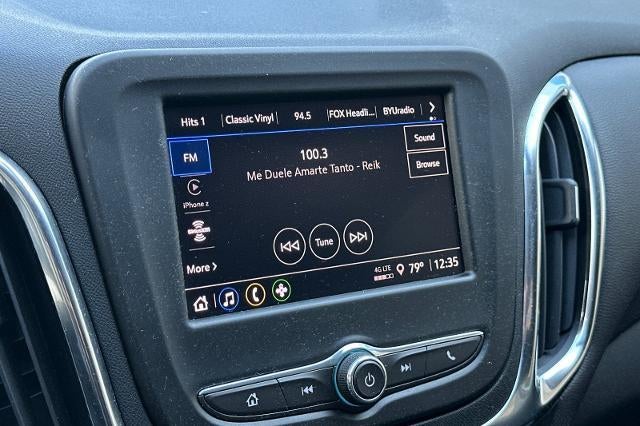 Hits 1 Classic Vinyl 94.5 FOX Headli... BYUradio
FM
100.3
Me Duele Amarte Tanto - Reik
Sound
Browse
iPhone z
Tune
More
4G LTE 79° 12:35